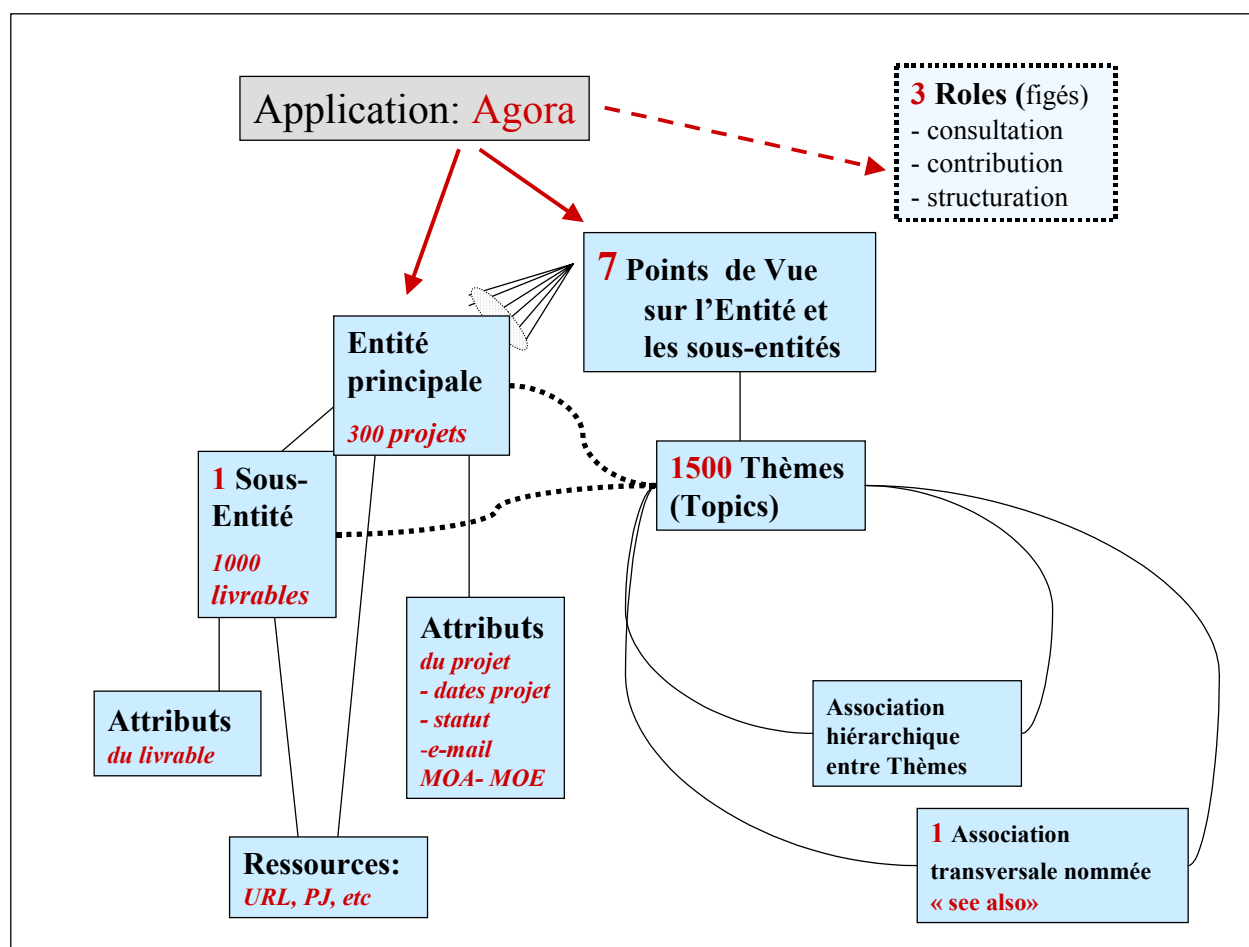 Application: Agora
3 Roles (figés)
- consultation
- contribution
- structuration
7 Points de Vue
sur l’Entité et
les sous-entités
Entité
principale
300 projets
1 Sous-
Entité
1000
livrables
1500 Thèmes
(Topics)
Attributs
du projet
- dates projet
- statut
-e-mail
MOA- MOE
Attributs
du livrable
Association
hiérarchique
entre Thèmes
1 Association
transversale nommée
« see also»
Ressources:
URL, PJ, etc